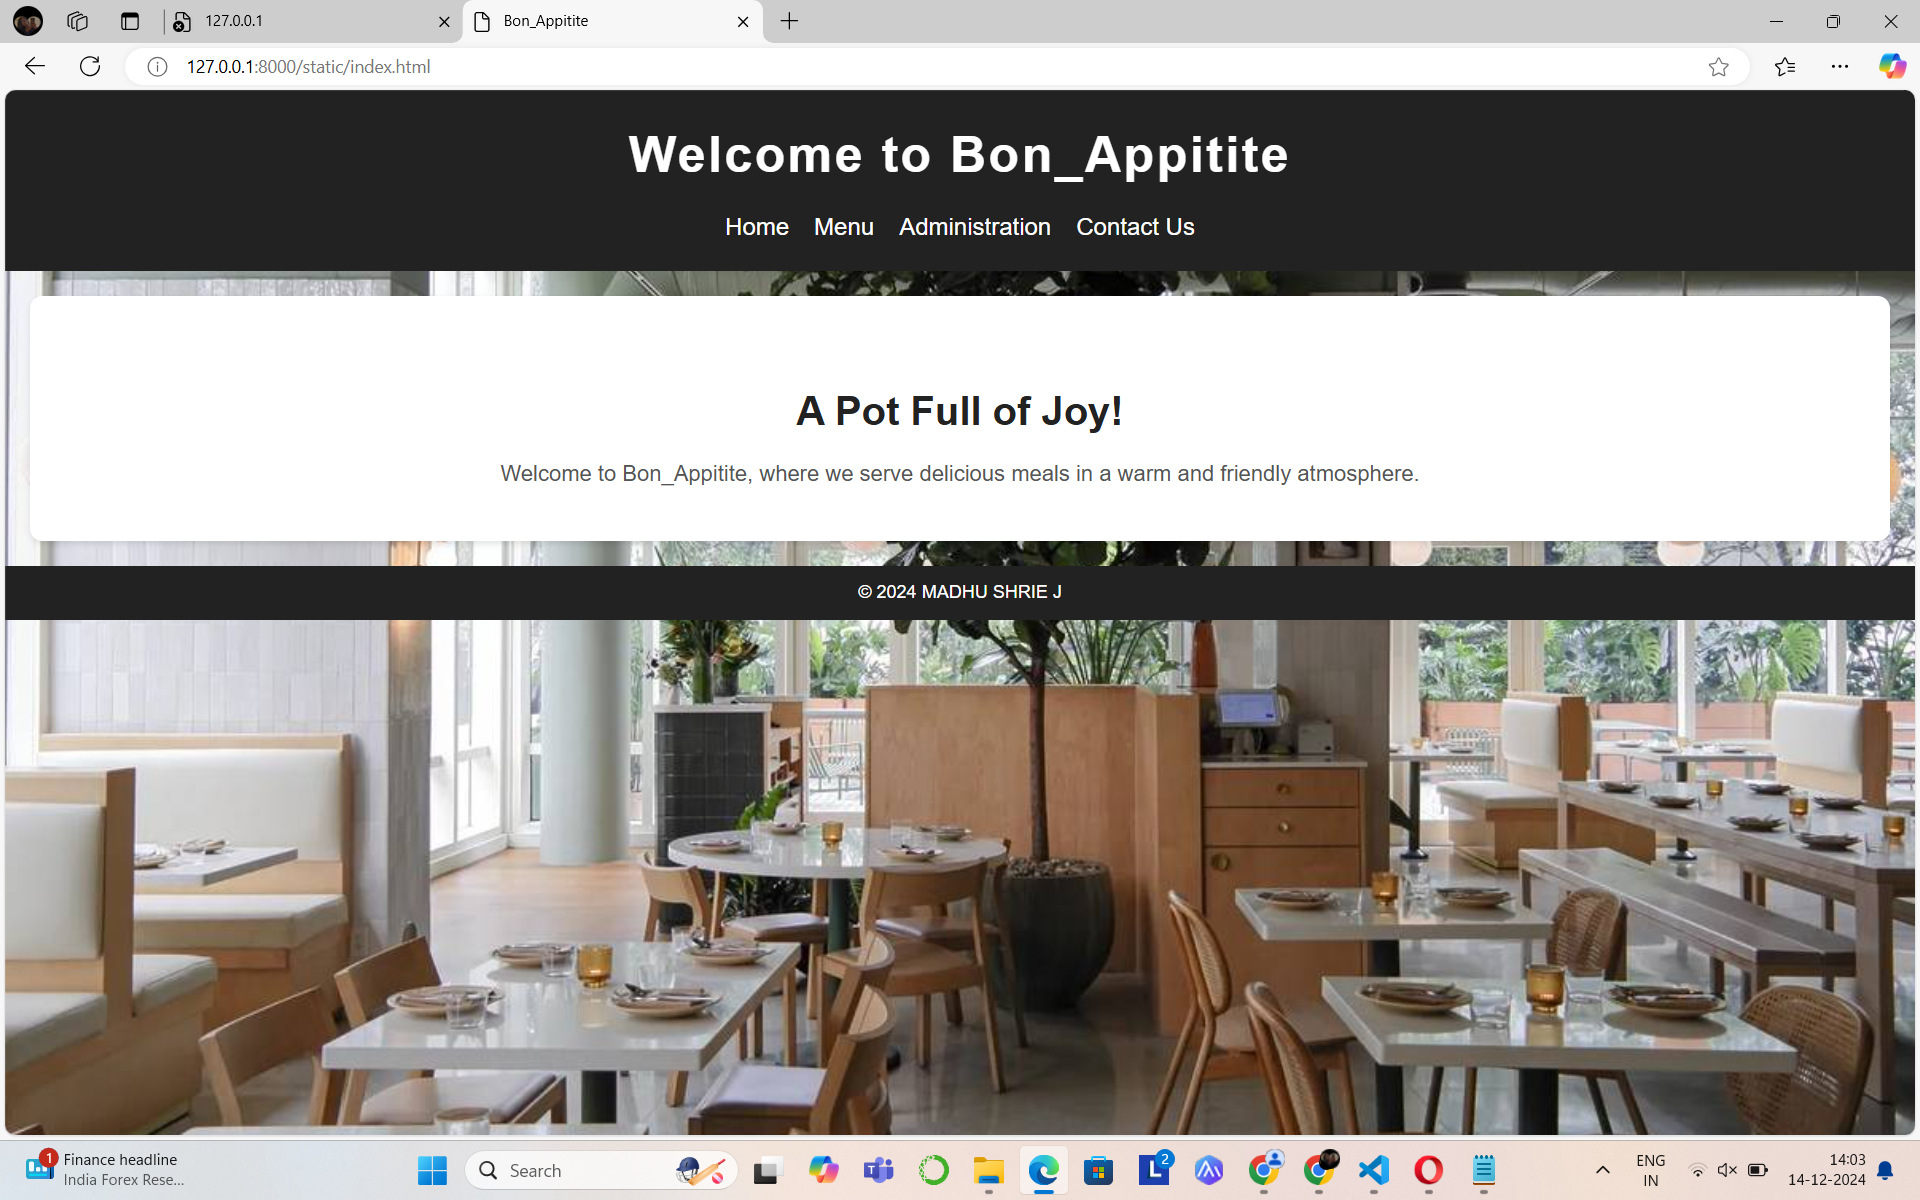 127.0.0.1
Bon_Appitite
127.0.0.1:8000/static/index.html
Welcome to Bon_Appitite
Home Menu Administration Contact Us
A Pot Full of Joy!
Welcome to Bon_Appitite, where we serve delicious meals in a warm and friendly atmosphere.
© 2024 MADHU SHRIE J
1
Finance headline
India Forex Rese...
Search
L
2
ENG
IN
14:03
14-12-2024